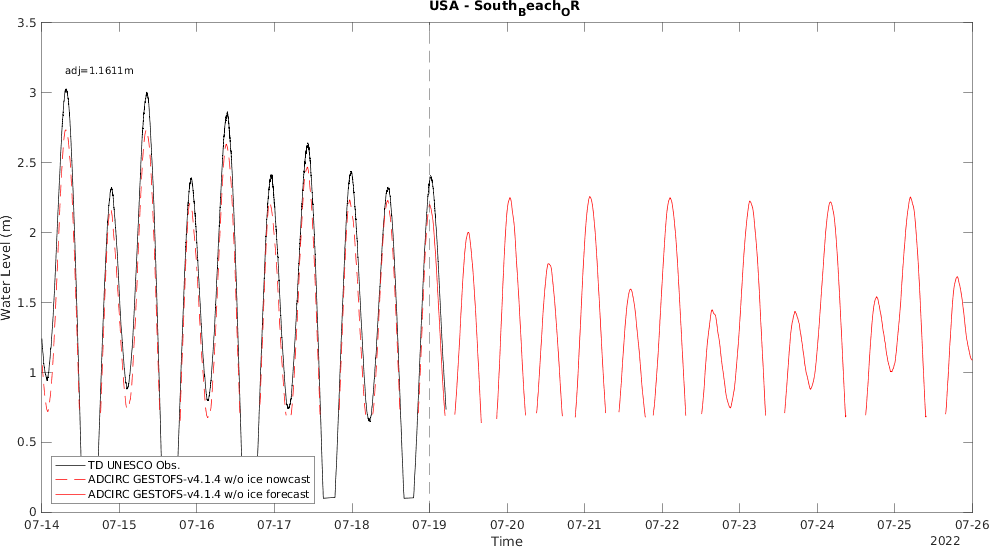 USA - South_Beach_OR
adj=1.1611m
3.5
3
2.5
2
1.5
1
0.5
0
Water Level (m)
TD UNESCO Obs.
ADCIRC GESTOFS-v4.1.4 w/o ice nowcast
ADCIRC GESTOFS-v4.1.4 w/o ice forecast
07-14 07-15 07-16 07-17 07-18 07-19 07-20 07-21 07-22 07-23 07-24 07-25 07-26
Time
2022